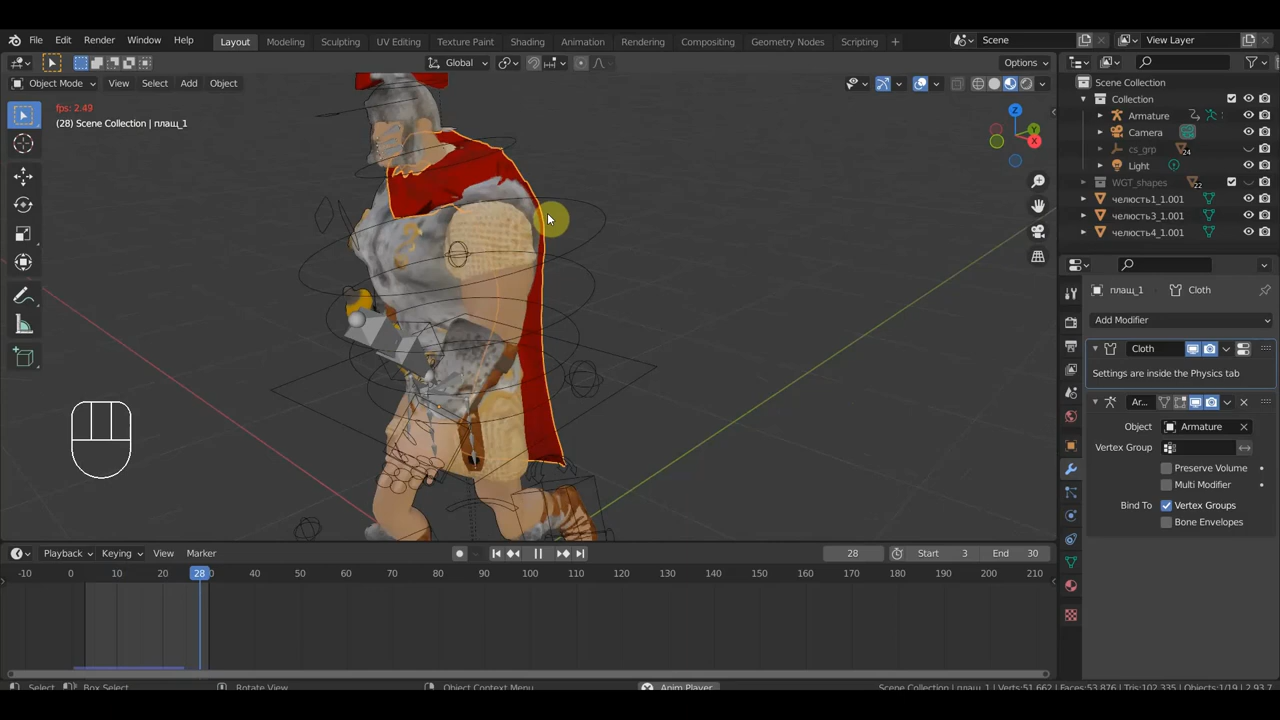 File Edit Render Window Help Layout Modeling Sculpting UV Editing Texture Paint Shading Animation Rendering Compositing Geometry Nodes Scripting + Scene View Layer
Global Options
Object Mode View Select Add Object
fps: 2.49
(28) Scene Collection | плащ_1
Z
Y
X
Scene Collection
Collection
Armature
Camera
cs_grp 24
Light
WGT_shapes 22
челюсть1_1.001
челюсть3_1.001
челюсть4_1.001
плащ_1 Cloth
Add Modifier
Cloth
Settings are inside the Physics tab
Ar...
Object Armature
Vertex Group
Preserve Volume
Multi Modifier
Bind To Vertex Groups
Bone Envelopes
Playback Keying View Marker 28 Start 3 End 30
-10 0 10 20 28 40 50 60 70 80 90 100 110 120 130 140 150 160 170 180 190 200 210
Select Box Select Rotate View Object Context Menu Anim Player Scene Collection | плащ_1 | Verts:51,662 | Faces:53,876 | Tris:102,335 | Objects:1/19 | 2.93.7